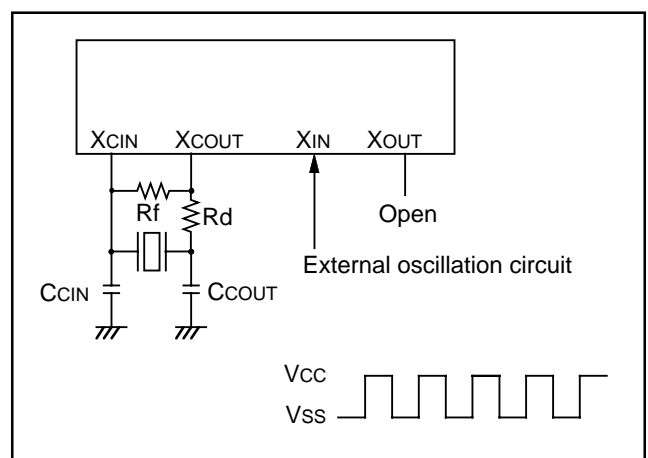 XCIN XCOUT XIN XOUT
Rf
Rd
Open
External oscillation circuit
CCIN
CCOUT
VCC
VSS